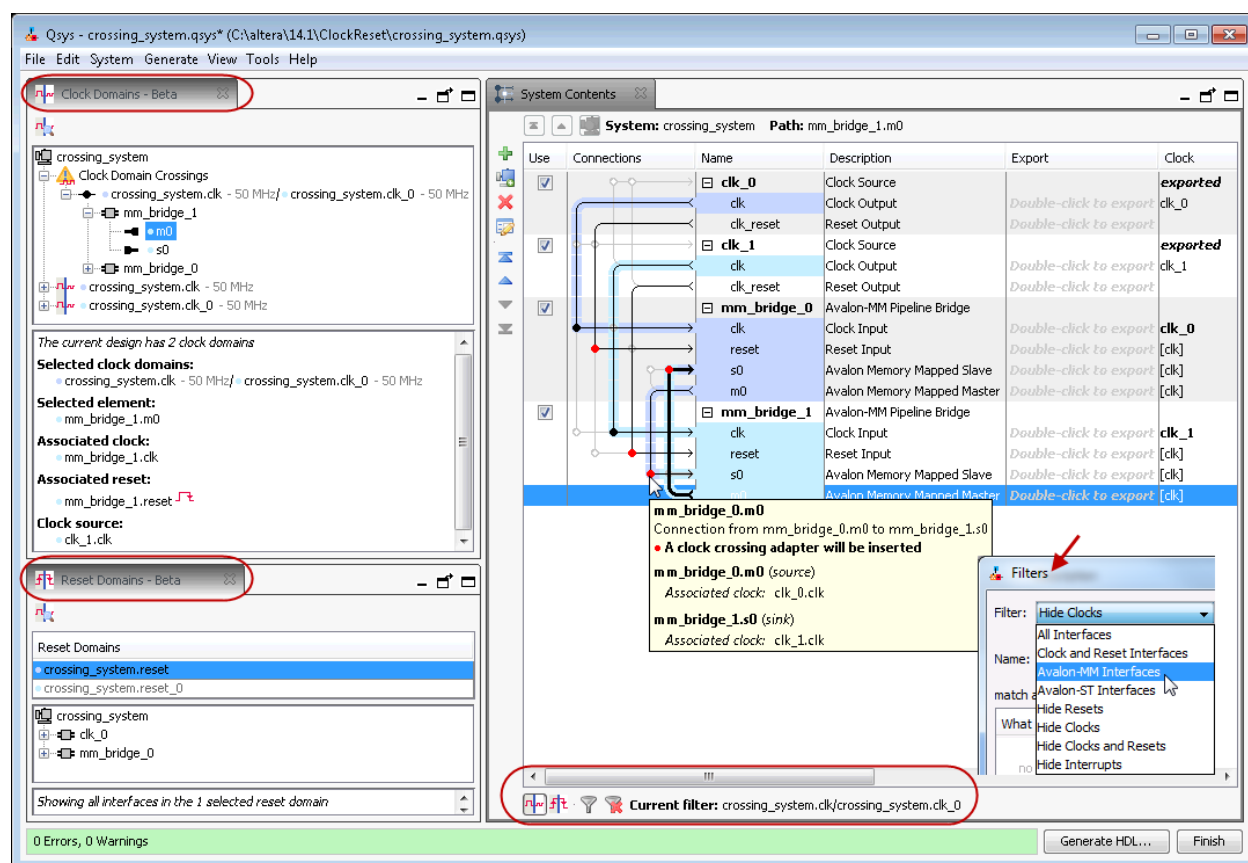 Qsys - crossing_system.qsys* (C:\altera\14.1\ClockReset\crossing_system.qsys)
File Edit System Generate View Tools Help
Clock Domains - Beta
crossing_system
Clock Domain Crossings
crossing_system.clk - 50 MHz/ crossing_system.clk_0 - 50 MHz
mm_bridge_1
m0
s0
mm_bridge_0
crossing_system.clk - 50 MHz
crossing_system.clk_0 - 50 MHz
The current design has 2 clock domains
Selected clock domains:
crossing_system.clk - 50 MHz/ crossing_system.clk_0 - 50 MHz
Selected element:
mm_bridge_1.m0
Associated clock:
mm_bridge_1.clk
Associated reset:
mm_bridge_1.reset
Clock source:
clk_1.clk
Reset Domains - Beta
Reset Domains
crossing_system.reset
crossing_system.reset_0
crossing_system
clk_0
mm_bridge_0
Showing all interfaces in the 1 selected reset domain
System Contents
System: crossing_system Path: mm_bridge_1.m0
Use Connections Name Description Export Clock
clk_0 Clock Source exported
clk Clock Output Double-click to export clk_0
clk_reset Reset Output Double-click to export
clk_1 Clock Source exported
clk Clock Output Double-click to export clk_1
clk_reset Reset Output Double-click to export
mm_bridge_0 Avalon-MM Pipeline Bridge
clk Clock Input Double-click to export clk_0
reset Reset Input Double-click to export [clk]
s0 Avalon Memory Mapped Slave Double-click to export [clk]
m0 Avalon Memory Mapped Master Double-click to export [clk]
mm_bridge_1 Avalon-MM Pipeline Bridge
clk Clock Input Double-click to export clk_1
reset Reset Input Double-click to export [clk]
s0 Avalon Memory Mapped Slave Double-click to export [clk]
m0 Avalon Memory Mapped Master Double-click to export [clk]
mm_bridge_0.m0
Connection from mm_bridge_0.m0 to mm_bridge_1.s0
• A clock crossing adapter will be inserted
mm_bridge_0.m0 (source)
Associated clock: clk_0.clk
mm_bridge_1.s0 (sink)
Associated clock: clk_1.clk
Filters
Filter: Hide Clocks
All Interfaces
Name: Clock and Reset Interfaces
Avalon-MM Interfaces
match a Avalon-ST Interfaces
Hide Resets
What Hide Clocks
Hide Clocks and Resets
no Hide Interrupts
Current filter: crossing_system.clk/crossing_system.clk_0
0 Errors, 0 Warnings
Generate HDL... Finish